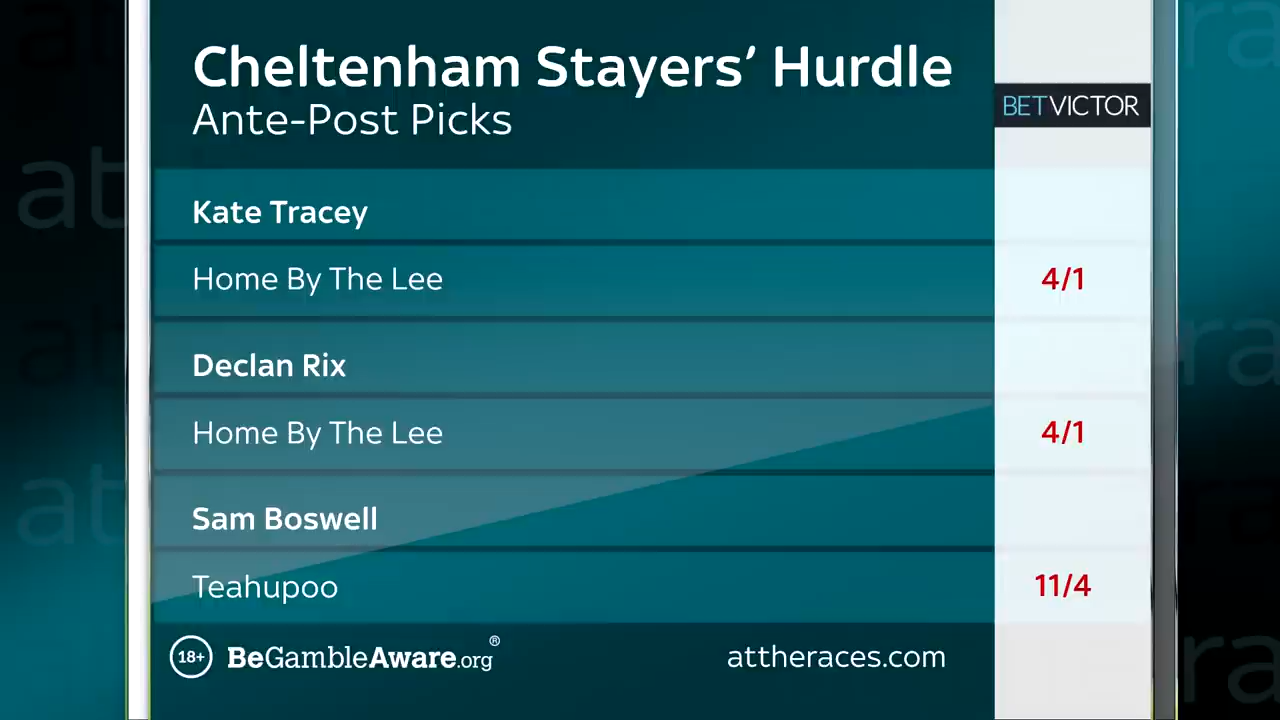 Cheltenham Stayers' Hurdle
Ante-Post Picks
BETVICTOR
Kate Tracey
Home By The Lee 4/1
Declan Rix
Home By The Lee 4/1
Sam Boswell
Teahupoo 11/4
18+ BeGambleAware.org®
attheraces.com